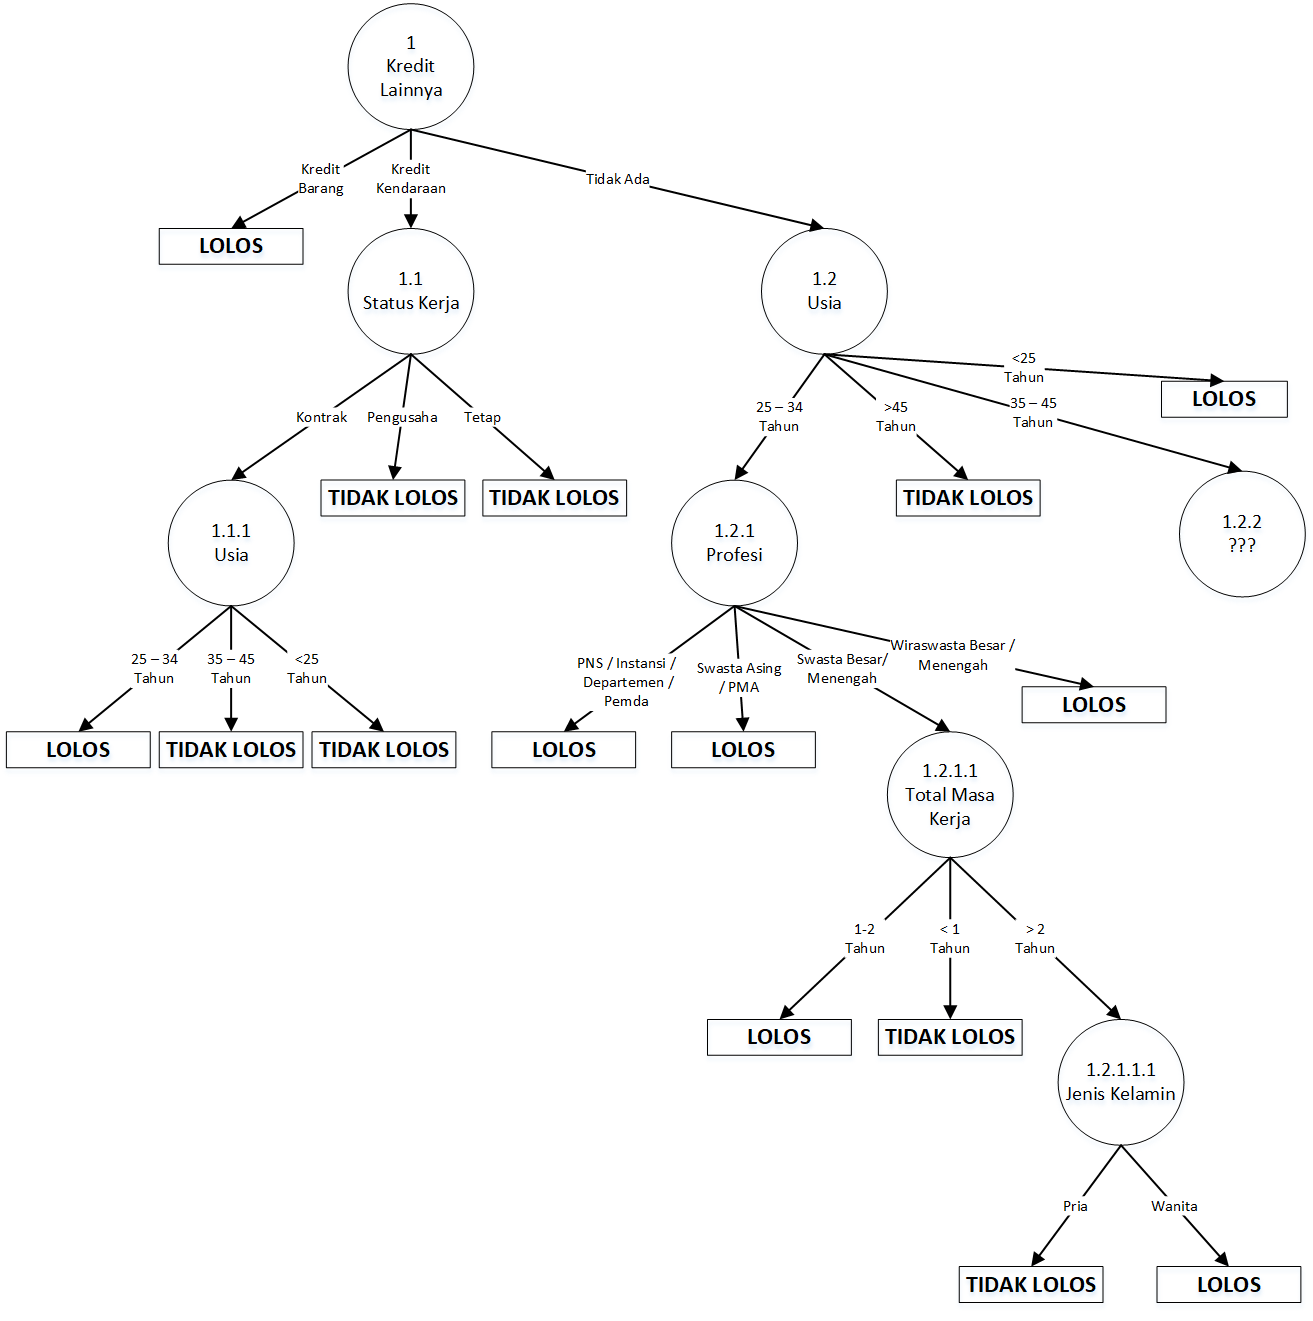 1
Kredit
Lainnya
Kredit
Barang
Kredit
Kendaraan
Tidak Ada
LOLOS
1.1
Status Kerja
1.2
Usia
<25
Tahun
LOLOS
Kontrak
Pengusaha
Tetap
25 – 34
Tahun
>45
Tahun
35 – 45
Tahun
1.1.1
Usia
TIDAK LOLOS
TIDAK LOLOS
1.2.1
Profesi
TIDAK LOLOS
1.2.2
???
25 – 34
Tahun
35 – 45
Tahun
<25
Tahun
PNS / Instansi /
Departemen /
Pemda
Swasta Asing
/ PMA
Swasta Besar/
Menengah
Wiraswasta Besar /
Menengah
LOLOS
LOLOS
TIDAK LOLOS
TIDAK LOLOS
LOLOS
LOLOS
1.2.1.1
Total Masa
Kerja
1-2
Tahun
< 1
Tahun
> 2
Tahun
LOLOS
TIDAK LOLOS
1.2.1.1.1
Jenis Kelamin
Pria
Wanita
TIDAK LOLOS
LOLOS